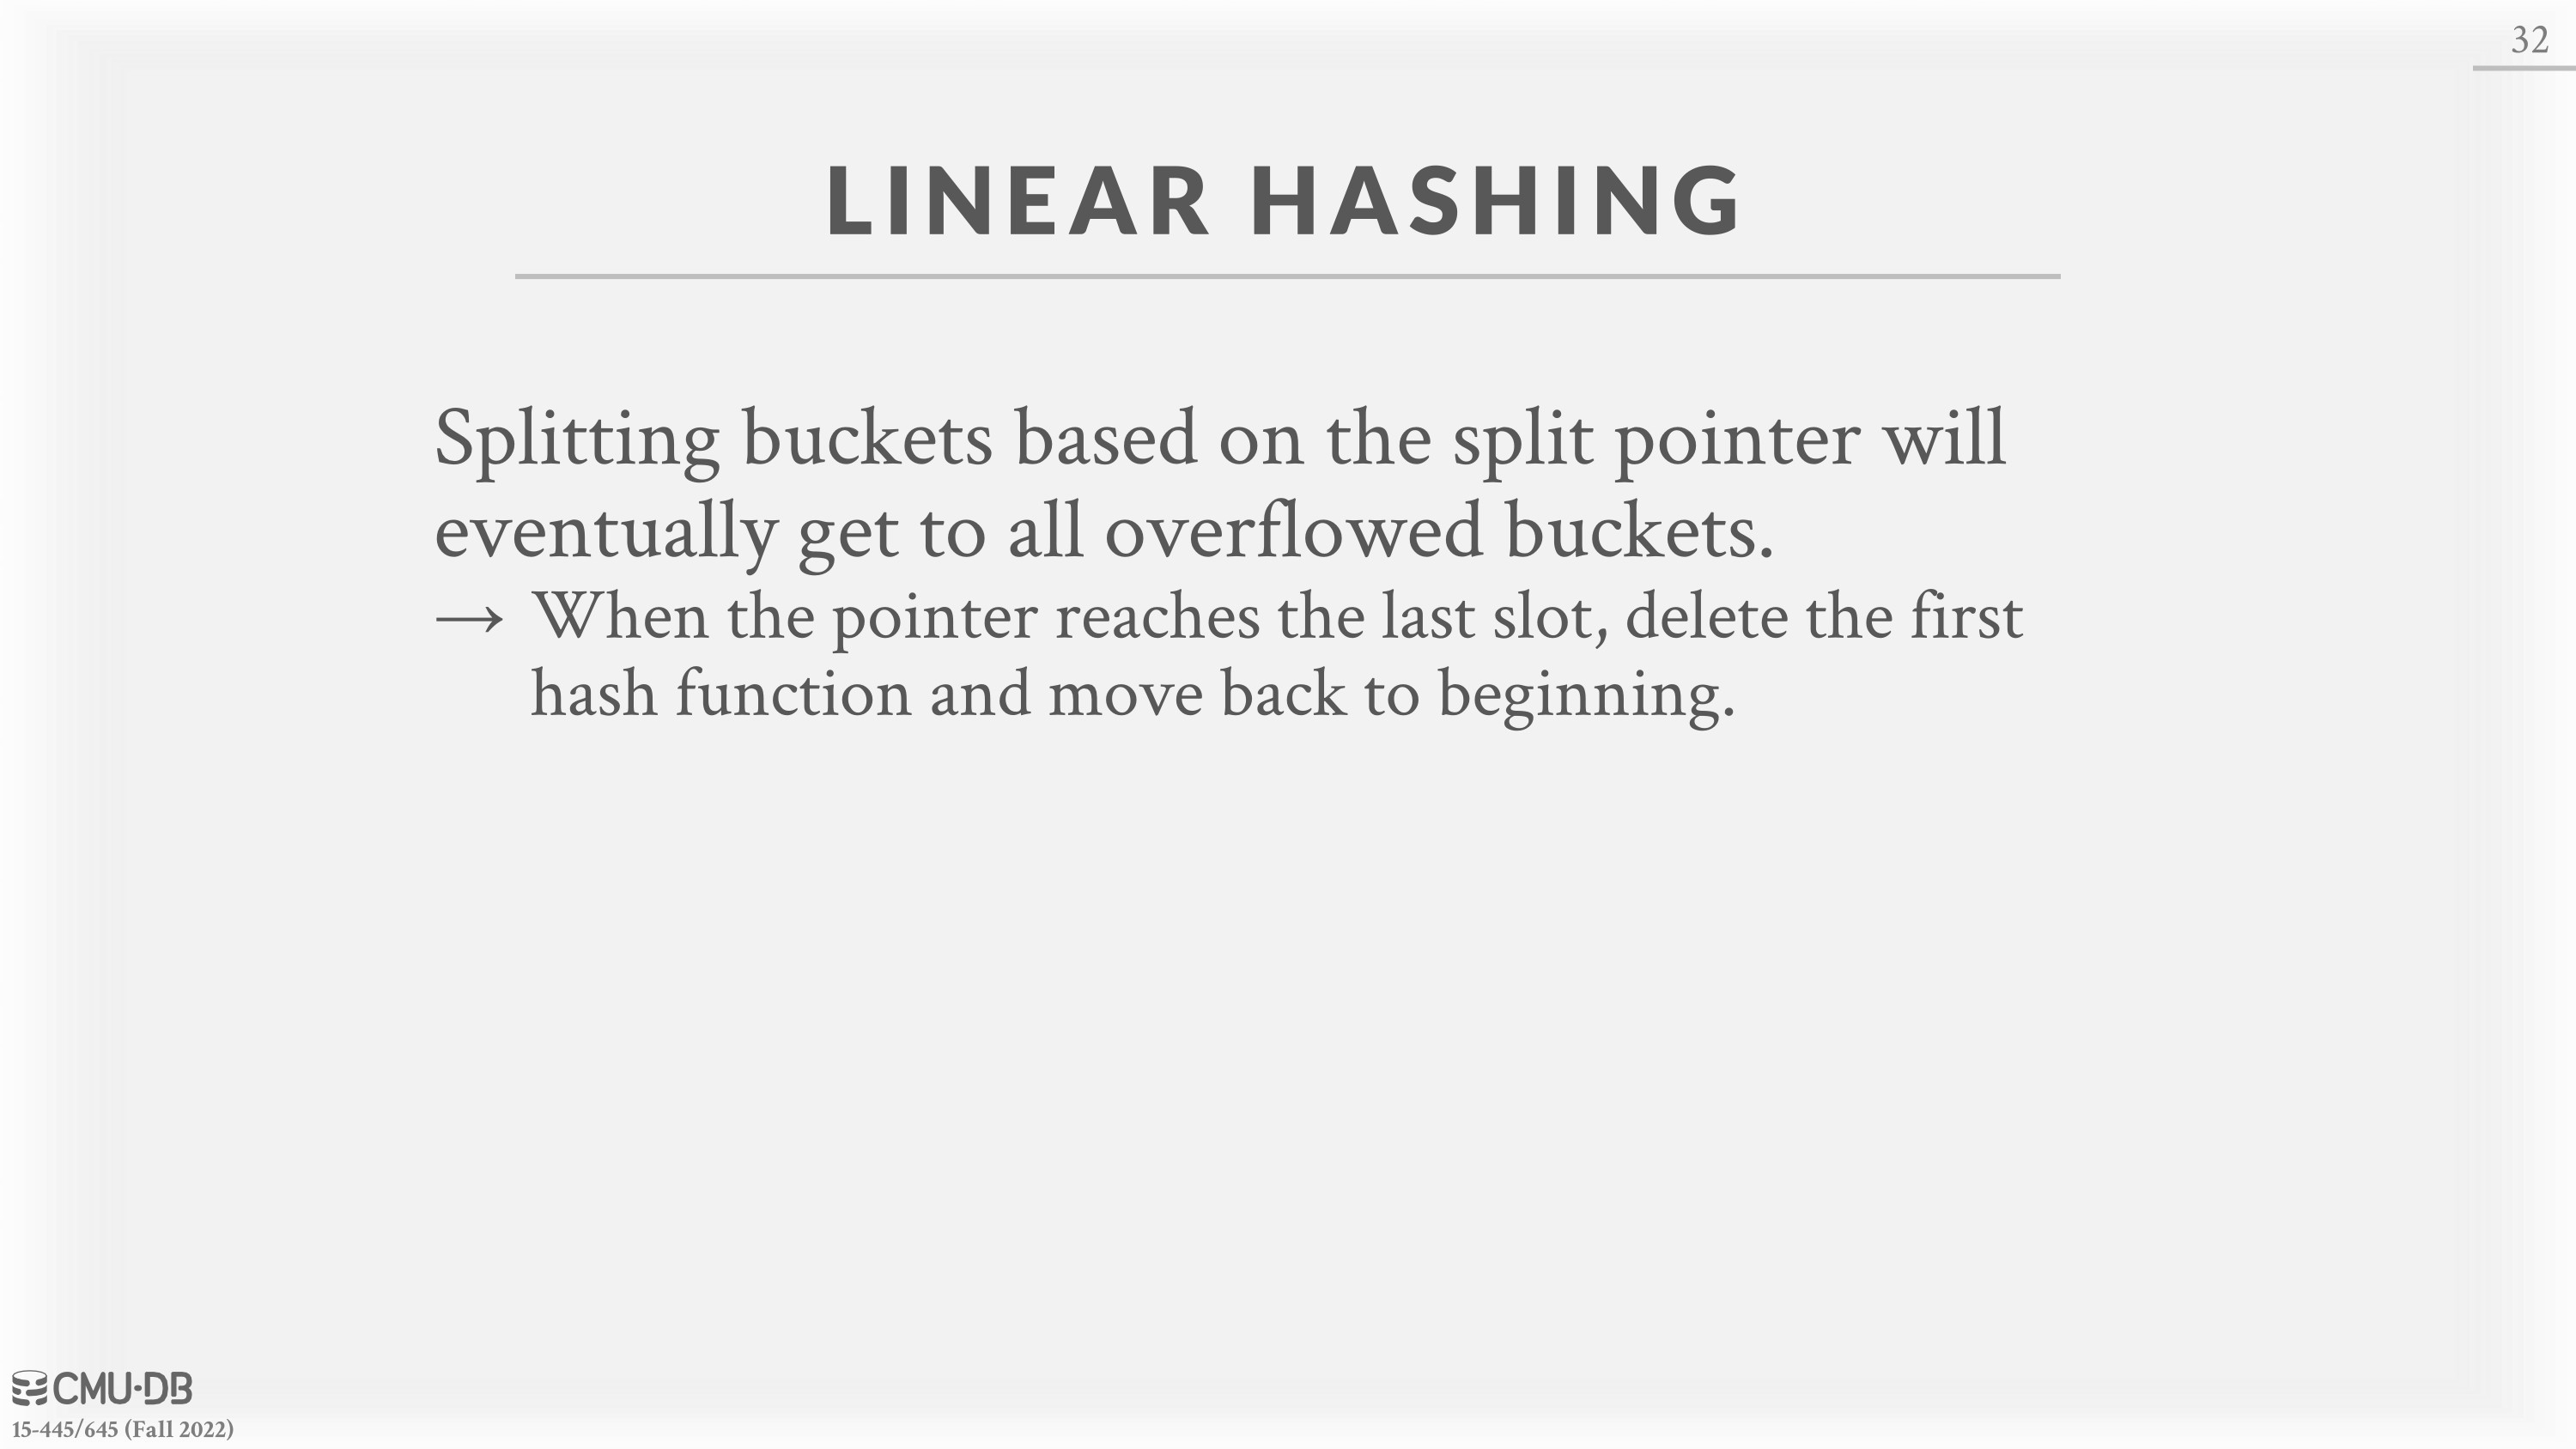 32
LINEAR HASHING
Splitting buckets based on the split pointer will
eventually get to all overflowed buckets.
→ When the pointer reaches the last slot, delete the first
hash function and move back to beginning.
CMU·DB
15-445/645 (Fall 2022)